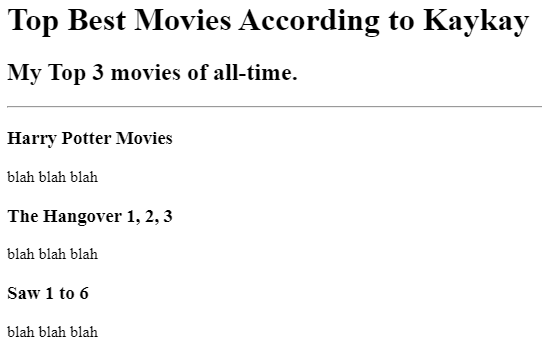 Top Best Movies According to Kaykay
My Top 3 movies of all-time.
Harry Potter Movies
blah blah blah
The Hangover 1, 2, 3
blah blah blah
Saw 1 to 6
blah blah blah